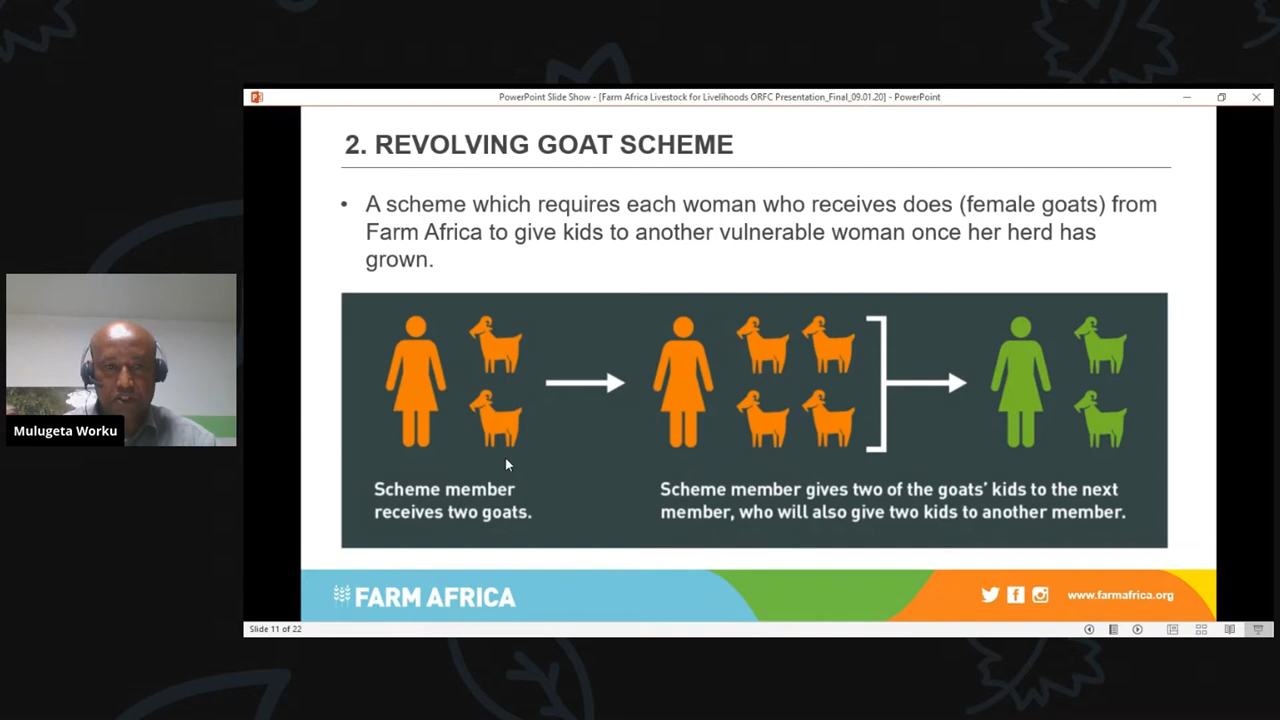 PowerPoint Slide Show - [Farm Africa Livestock for Livelihoods ORFC Presentation_Final_09.01.20] - PowerPoint
2. REVOLVING GOAT SCHEME
• A scheme which requires each woman who receives does (female goats) from
Farm Africa to give kids to another vulnerable woman once her herd has
grown.
Mulugeta Worku
Scheme member
receives two goats.
Scheme member gives two of the goats' kids to the next
member, who will also give two kids to another member.
FARM AFRICA
www.farmafrica.org
Slide 11 of 22